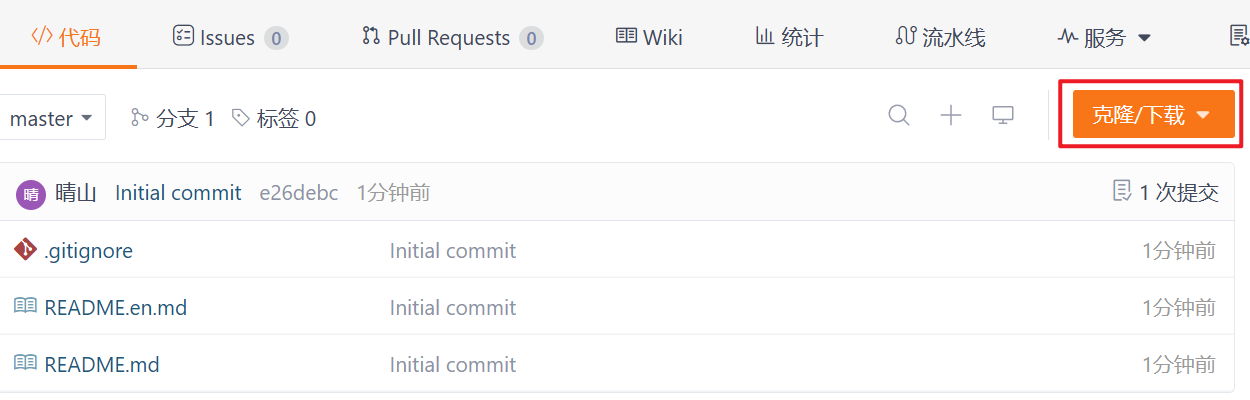 代码 Issues 0 Pull Requests 0 Wiki 统计 流水线 服务
master 分支 1 标签 0 克隆/下载
晴 晴山 Initial commit e26debc 1分钟前 1 次提交
.gitignore Initial commit 1分钟前
README.en.md Initial commit 1分钟前
README.md Initial commit 1分钟前